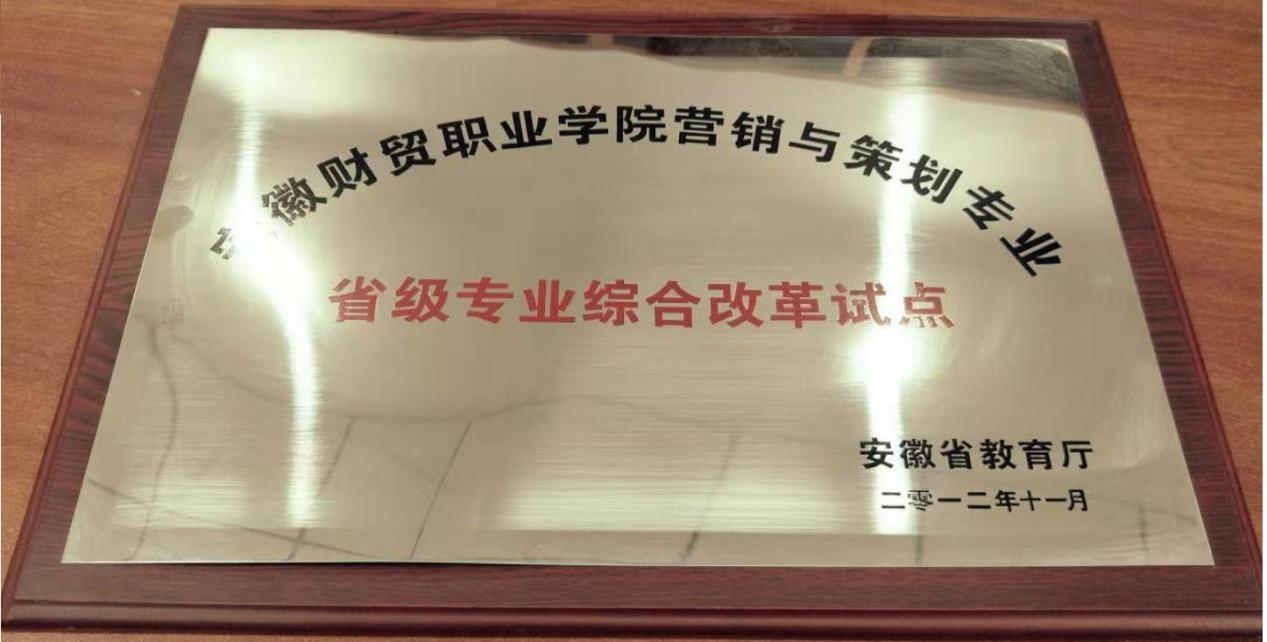 安徽财贸职业学院营销与策划专业
省级专业综合改革试点
安徽省教育厅
二零一二年十一月